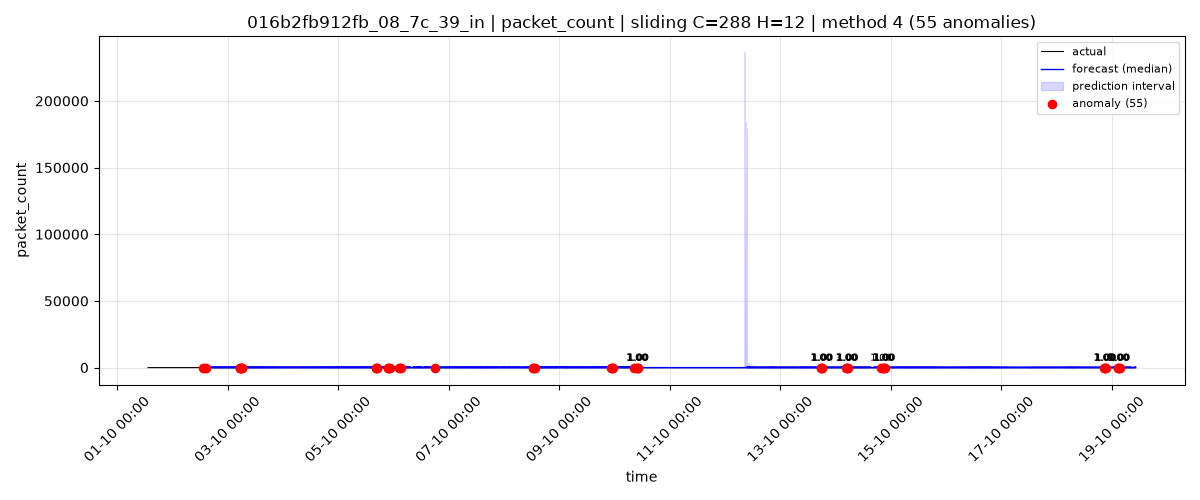 016b2fb912fb_08_7c_39_in | packet_count | sliding C=288 H=12 | method 4 (55 anomalies)
actual
forecast (median)
prediction interval
anomaly (55)
packet_count
200000
150000
100000
50000
0
1.00 1.00 1.00 1.00
01-10 00:00 03-10 00:00 05-10 00:00 07-10 00:00 09-10 00:00 11-10 00:00 13-10 00:00 15-10 00:00 17-10 00:00 19-10 00:00
time